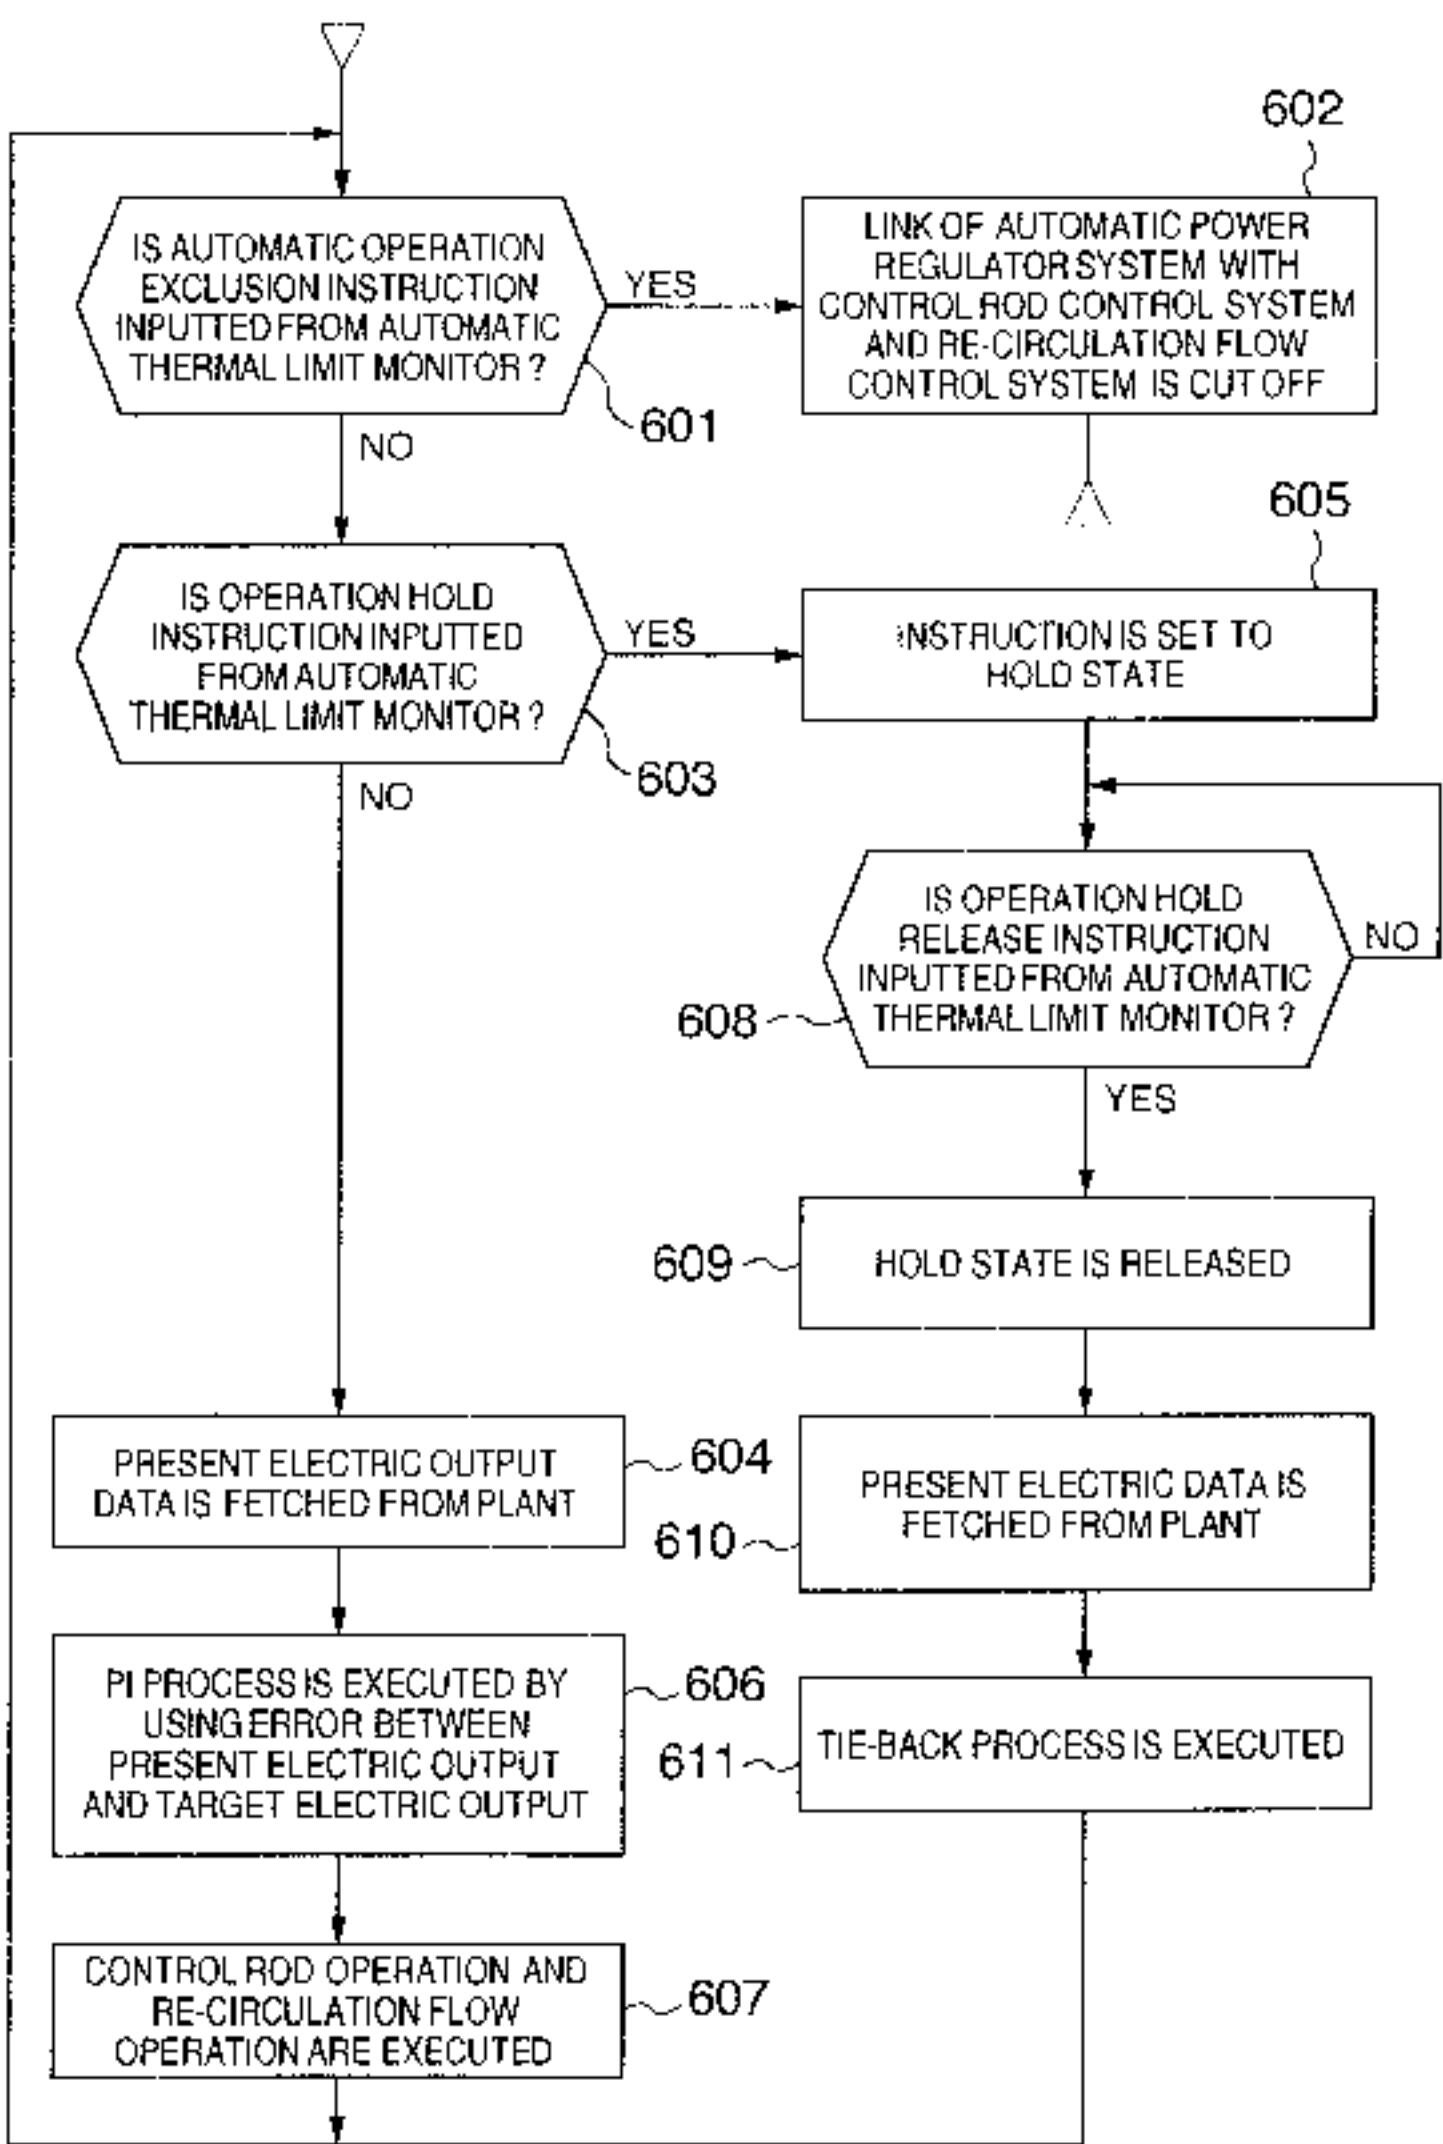 602
IS AUTOMATIC OPERATION
EXCLUSION INSTRUCTION
INPUTTED FROM AUTOMATIC
THERMAL LIMIT MONITOR ?
YES
LINK OF AUTOMATIC POWER
REGULATOR SYSTEM WITH
CONTROL ROD CONTROL SYSTEM
AND RE-CIRCULATION FLOW
CONTROL SYSTEM IS CUT OFF
601
NO
605
IS OPERATION HOLD
INSTRUCTION INPUTTED
FROM AUTOMATIC
THERMAL LIMIT MONITOR ?
YES
INSTRUCTION IS SET TO
HOLD STATE
603
NO
IS OPERATION HOLD
RELEASE INSTRUCTION
INPUTTED FROM AUTOMATIC
THERMAL LIMIT MONITOR ?
NO
608
YES
609
HOLD STATE IS RELEASED
PRESENT ELECTRIC OUTPUT
DATA IS FETCHED FROM PLANT
604
PRESENT ELECTRIC DATA IS
FETCHED FROM PLANT
610
PI PROCESS IS EXECUTED BY
USING ERROR BETWEEN
PRESENT ELECTRIC OUTPUT
AND TARGET ELECTRIC OUTPUT
606
611
TIE-BACK PROCESS IS EXECUTED
CONTROL ROD OPERATION AND
RE-CIRCULATION FLOW
OPERATION ARE EXECUTED
607